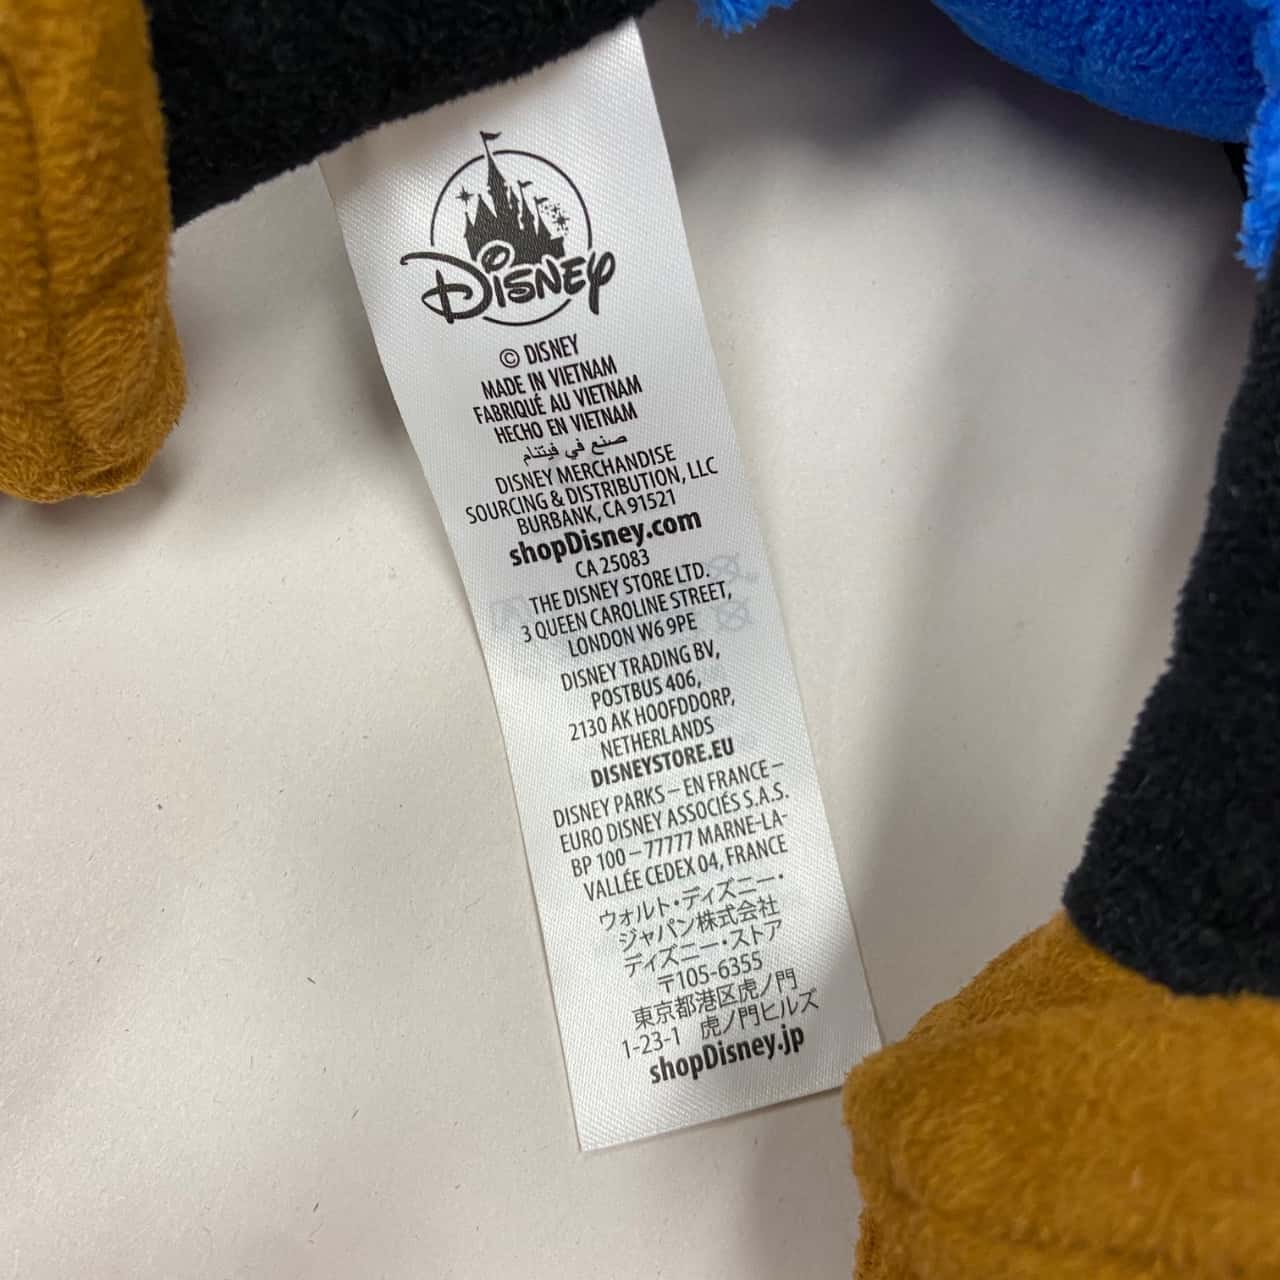 Disney
© DISNEY
MADE IN VIETNAM
FABRIQUÉ AU VIETNAM
HECHO EN VIETNAM
صنع في فيتنام
DISNEY MERCHANDISE
SOURCING & DISTRIBUTION, LLC
BURBANK, CA 91521
shopDisney.com
CA 25083
THE DISNEY STORE LTD.
3 QUEEN CAROLINE STREET,
LONDON W6 9PE
DISNEY TRADING BV,
POSTBUS 406,
2130 AK HOOFDDORP,
NETHERLANDS
DISNEYSTORE.EU
DISNEY PARKS – EN FRANCE –
EURO DISNEY ASSOCIÉS S.A.S.
BP 100 – 77777 MARNE-LA-
VALLÉE CEDEX 04, FRANCE
ウォルト・ディズニー・
ジャパン株式会社
ディズニー・ストア
〒105-6355
東京都港区虎ノ門
1-23-1 虎ノ門ヒルズ
shopDisney.jp